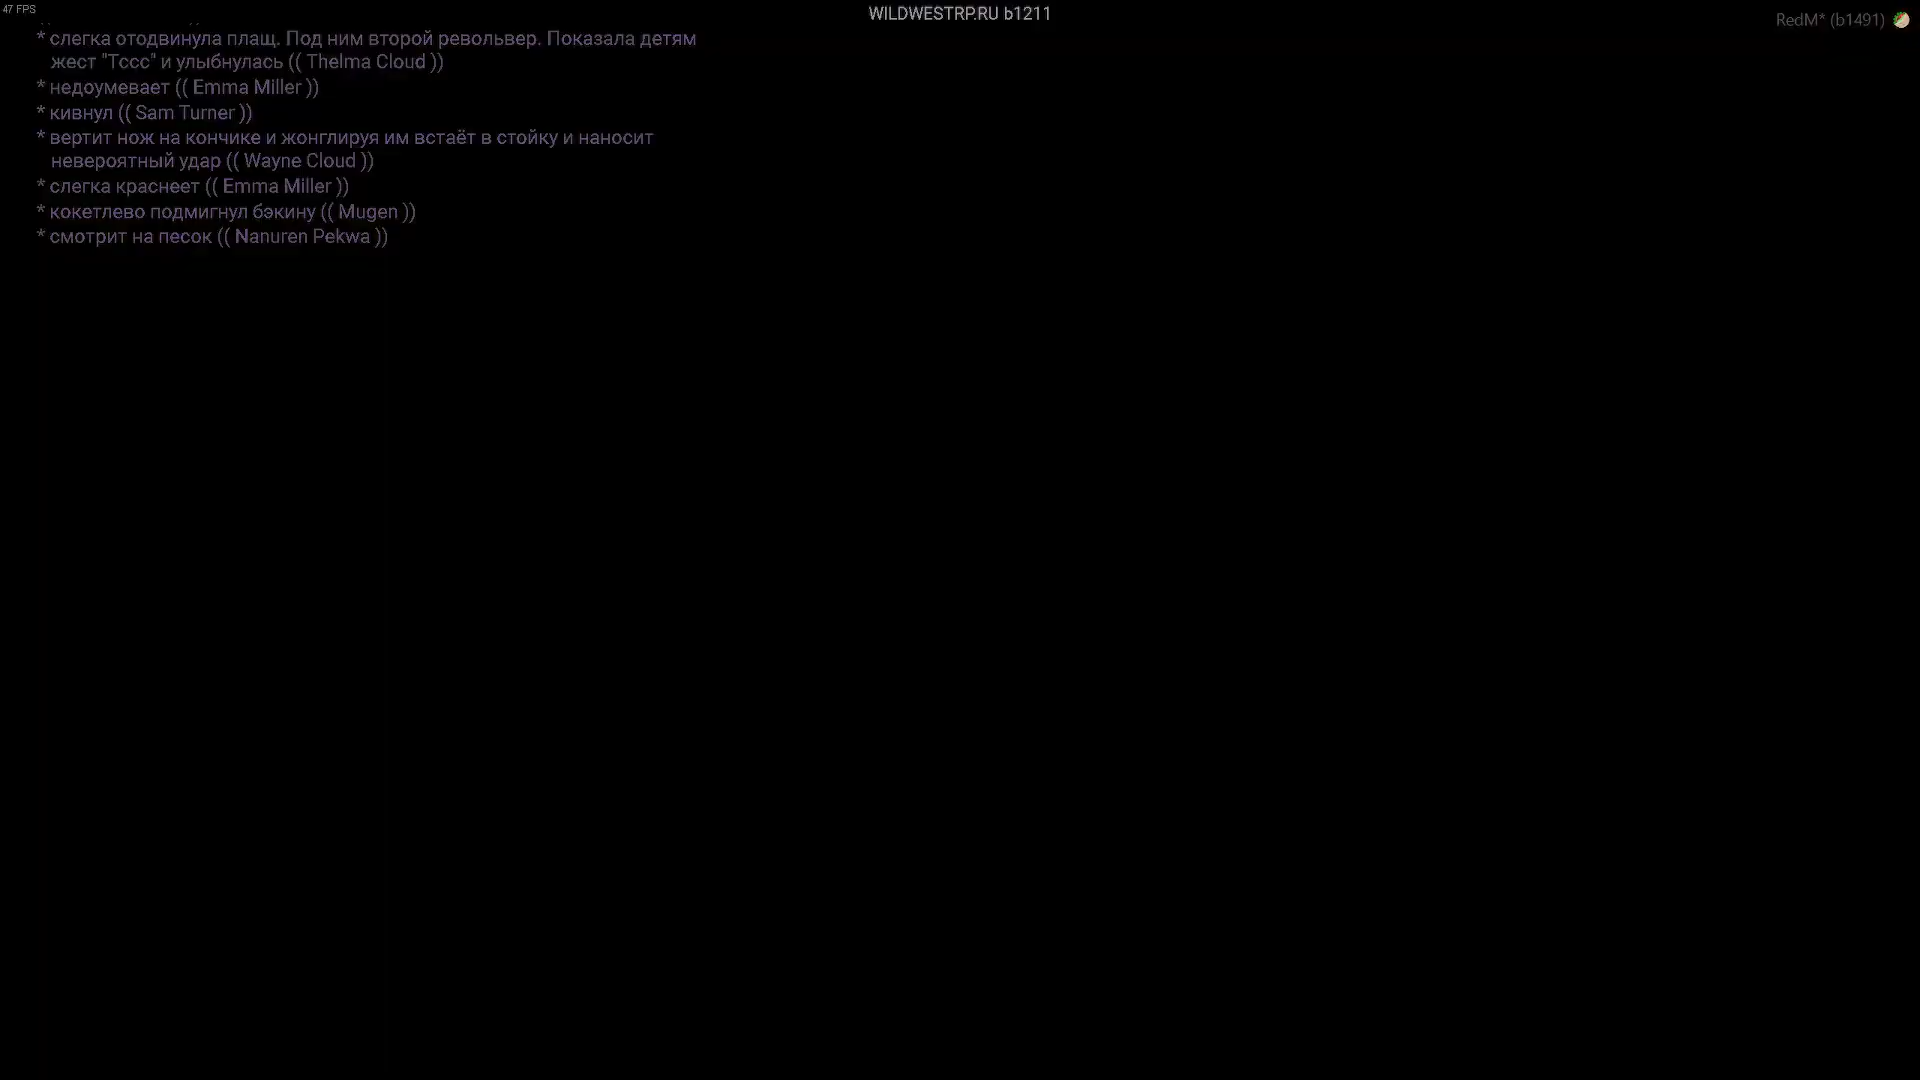 47 FPS
WILDWESTRP.RU b1211
RedM* (b1491)
* слегка отодвинула плащ. Под ним второй револьвер. Показала детям
жест "Тссс" и улыбнулась (( Thelma Cloud ))
* недоумевает (( Emma Miller ))
* кивнул (( Sam Turner ))
* вертит нож на кончике и жонглируя им встаёт в стойку и наносит
невероятный удар (( Wayne Cloud ))
* слегка краснеет (( Emma Miller ))
* кокетлево подмигнул бэкину (( Mugen ))
* смотрит на песок (( Nanuren Pekwa ))